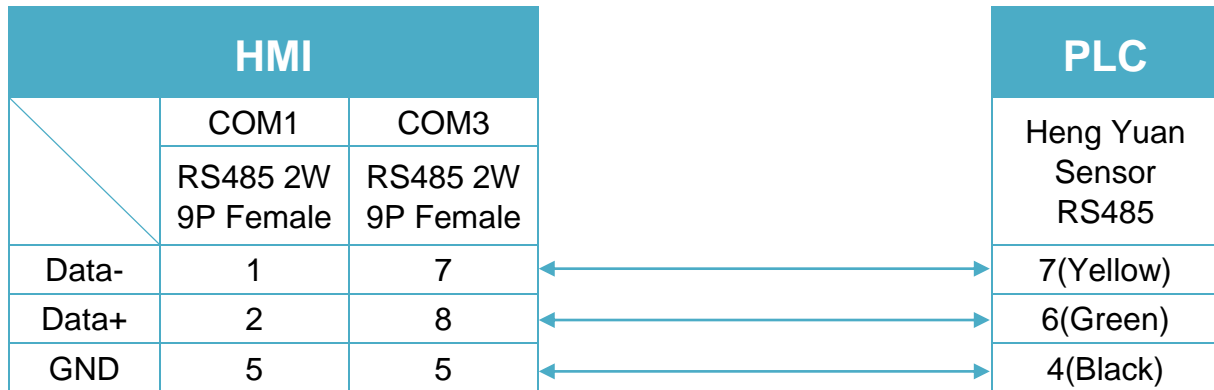 HMI
PLC
COM1 COM3
RS485 2W RS485 2W
9P Female 9P Female
Heng Yuan
Sensor
RS485
Data- 1 7 7(Yellow)
Data+ 2 8 6(Green)
GND 5 5 4(Black)